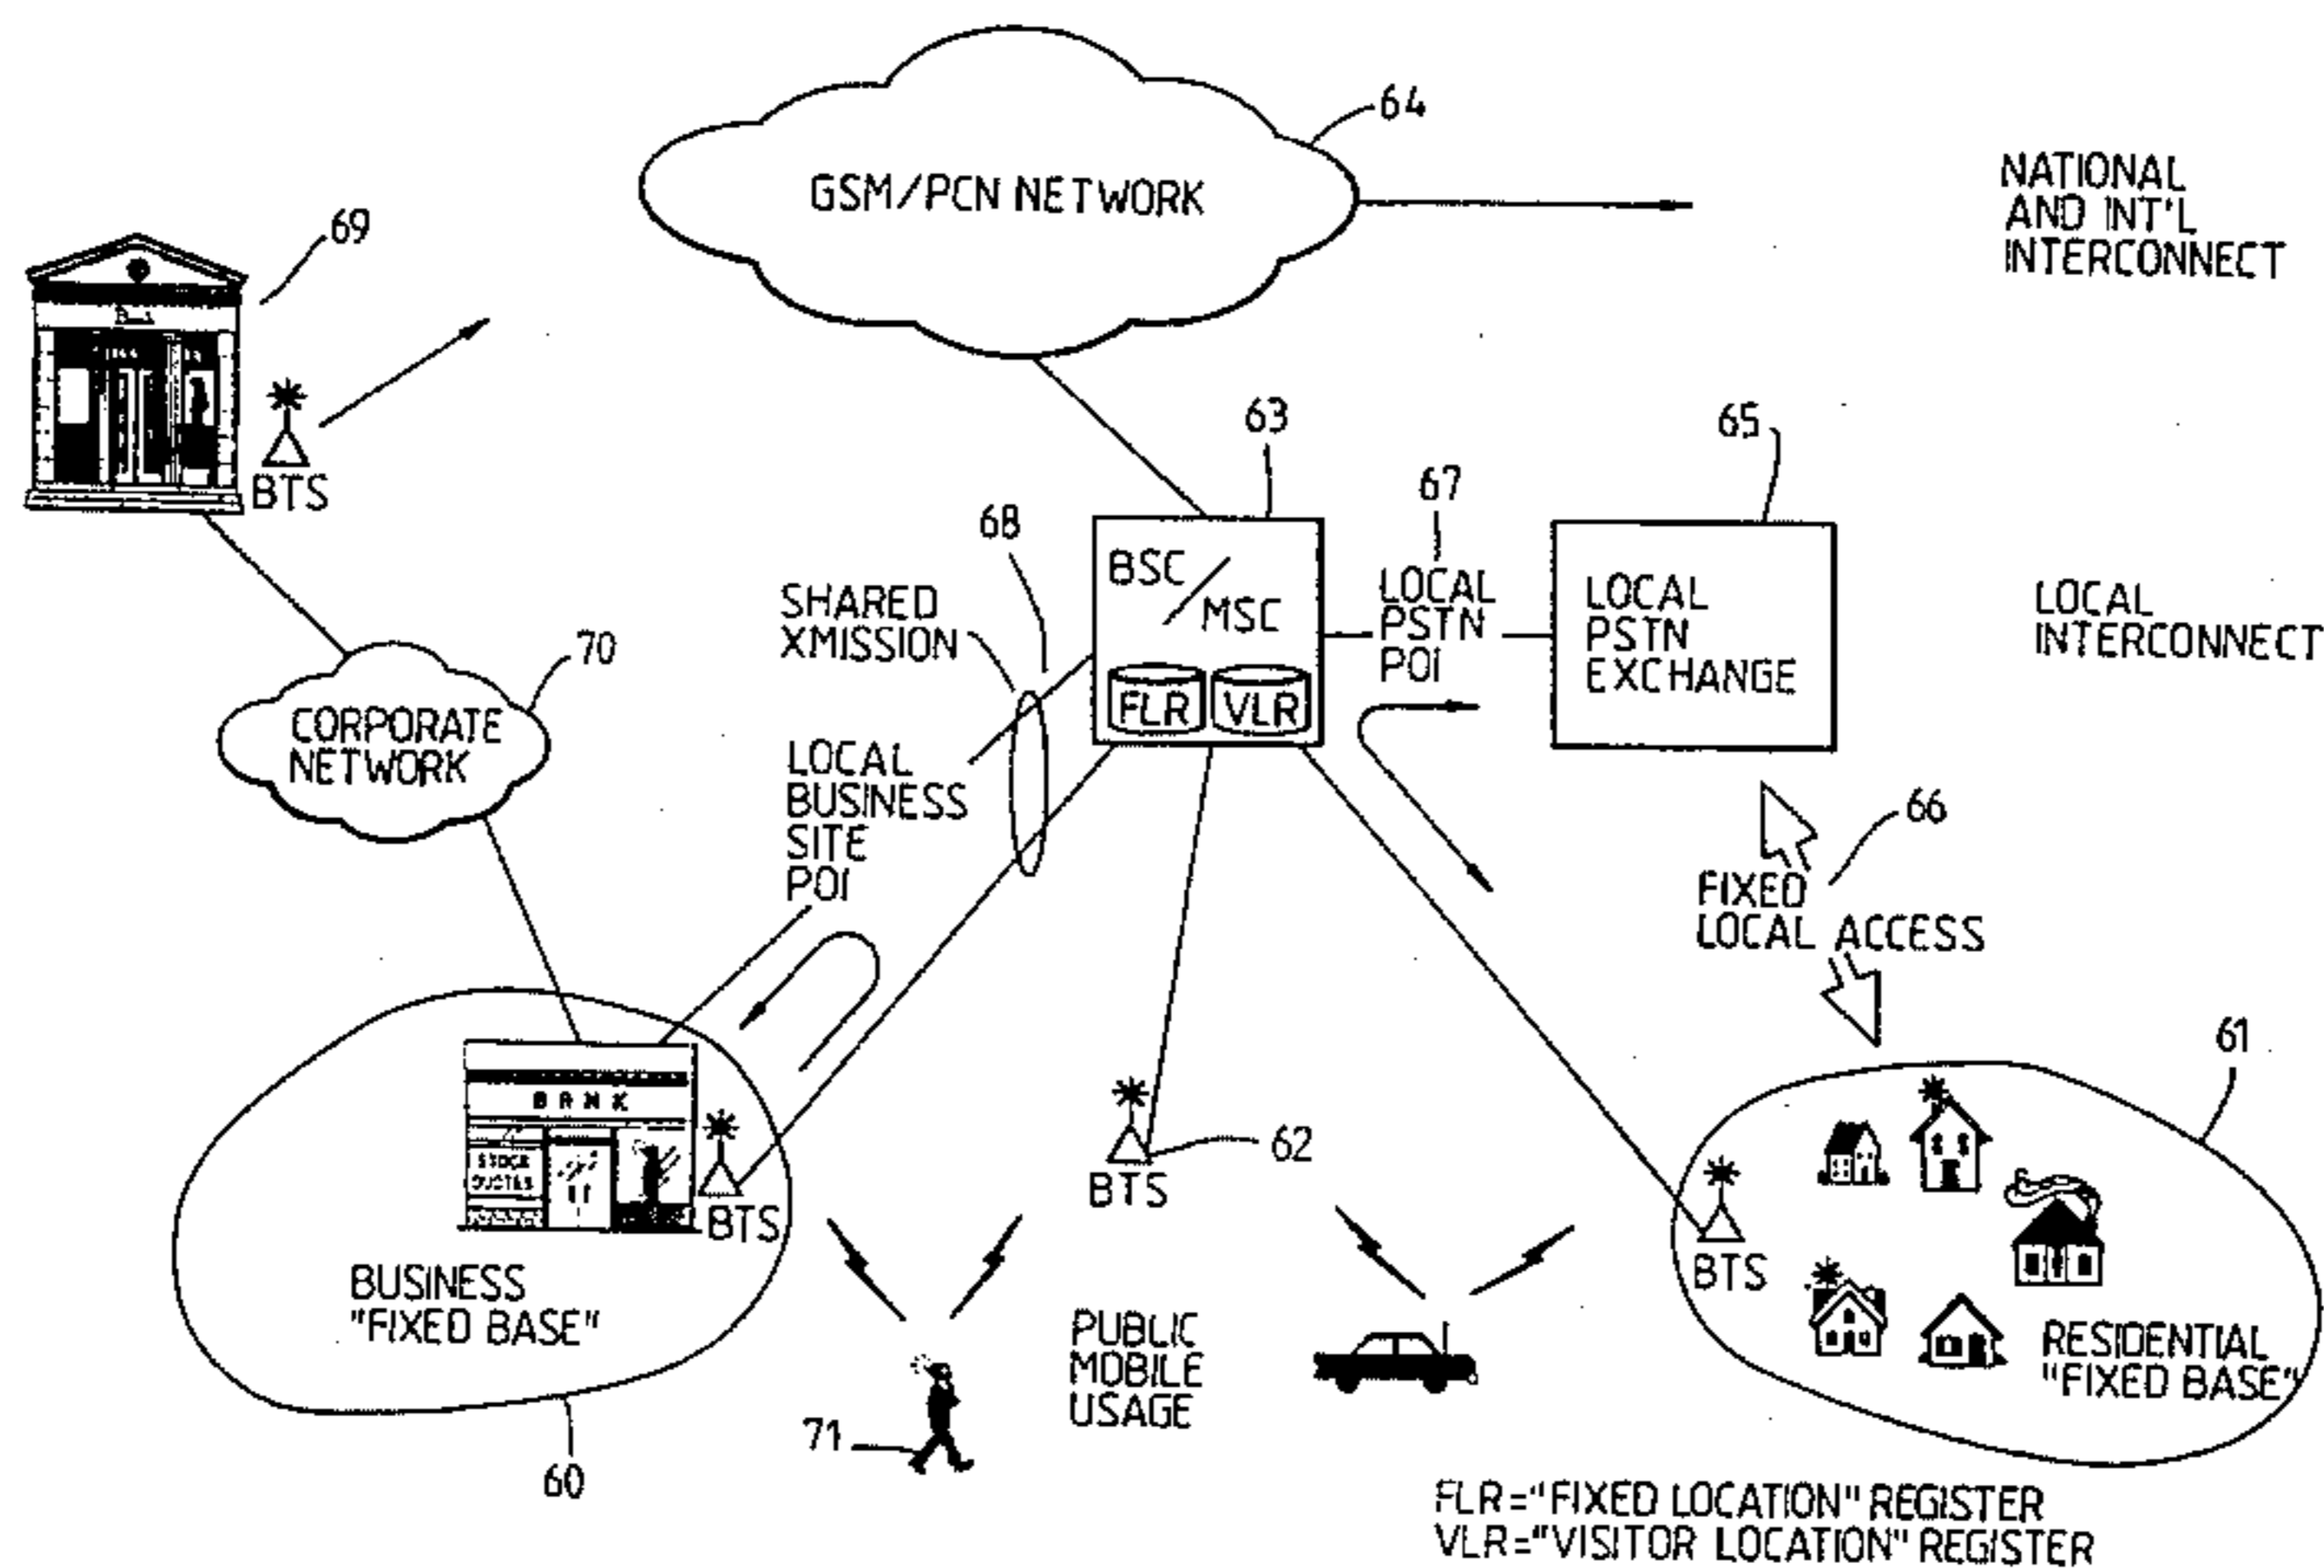 64
GSM/PCN NETWORK
NATIONAL
AND INT'L
INTERCONNECT
69
BTS
63
65
67
68
BSC/
MSC
FLR
VLR
LOCAL
PSTN
POI
LOCAL
PSTN
EXCHANGE
LOCAL
INTERCONNECT
SHARED
XMISSION
70
CORPORATE
NETWORK
LOCAL
BUSINESS
SITE
POI
66
FIXED
LOCAL ACCESS
61
BANK
STOCK
QUOTES
BTS
BTS
62
BTS
BUSINESS
"FIXED BASE"
PUBLIC
MOBILE
USAGE
RESIDENTIAL
"FIXED BASE"
71
60
FLR="FIXED LOCATION" REGISTER
VLR="VISITOR LOCATION" REGISTER